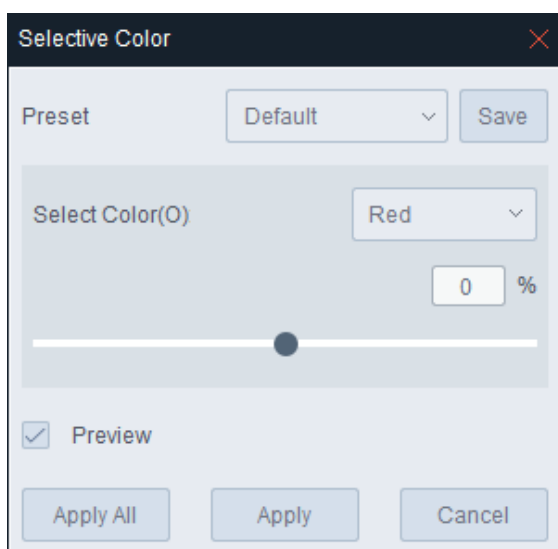 Selective Color
Preset Default Save
Select Color(O) Red
0 %
Preview
Apply All Apply Cancel